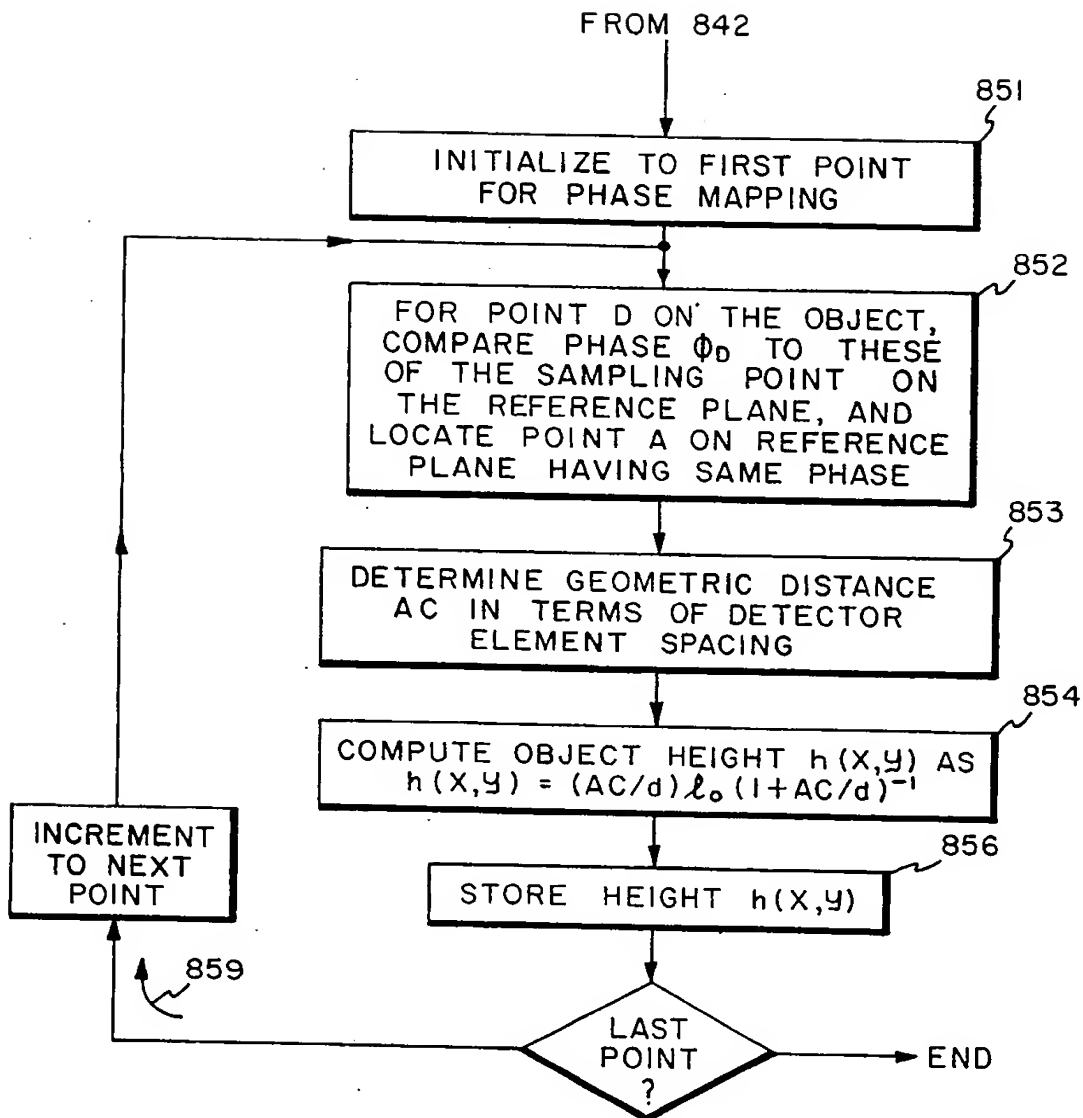 FROM 842
851
INITIALIZE TO FIRST POINT
FOR PHASE MAPPING
852
FOR POINT D ON THE OBJECT,
COMPARE PHASE ΦD TO THESE
OF THE SAMPLING POINT ON
THE REFERENCE PLANE, AND
LOCATE POINT A ON REFERENCE
PLANE HAVING SAME PHASE
853
DETERMINE GEOMETRIC DISTANCE
AC IN TERMS OF DETECTOR
ELEMENT SPACING
854
COMPUTE OBJECT HEIGHT h(X,Y) AS
h(X,Y) = (AC/d) ℓo (1+AC/d)⁻¹
856
STORE HEIGHT h(X,Y)
INCREMENT
TO NEXT
POINT
859
LAST
POINT
?
END